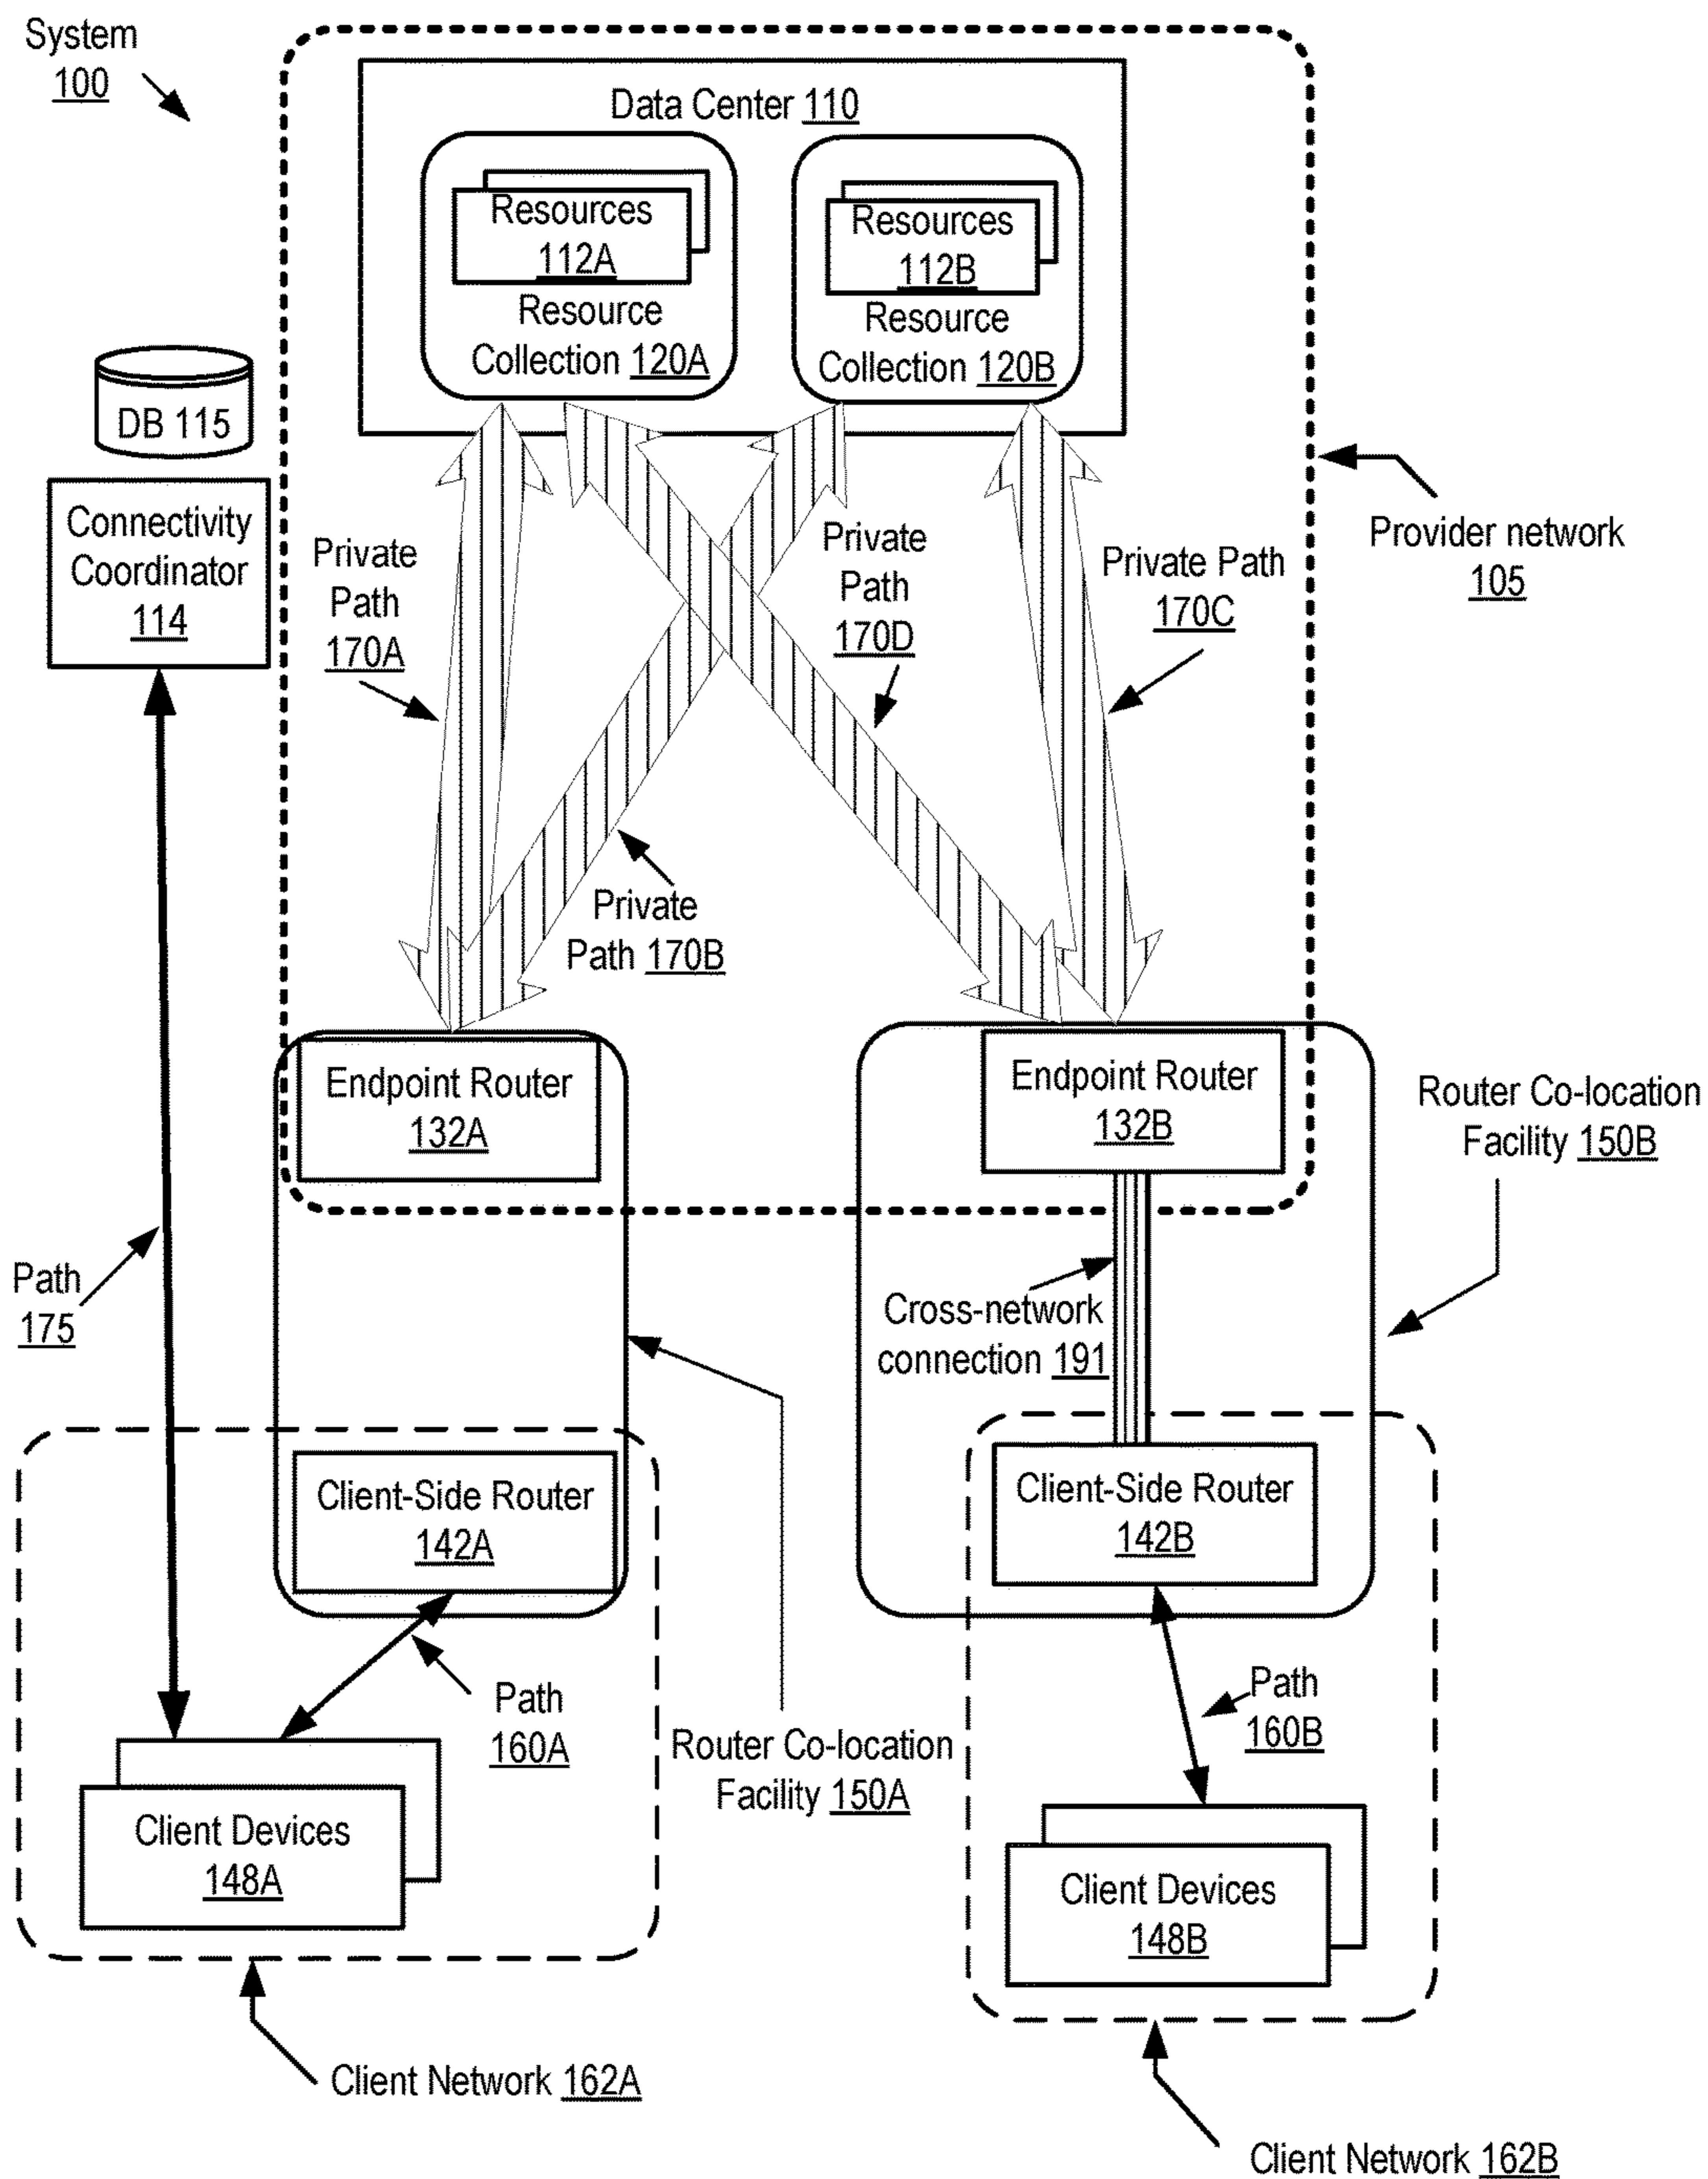 System
100
Data Center 110
Resources
112A
Resource
Collection 120A
Resources
112B
Resource
Collection 120B
DB 115
Connectivity
Coordinator
114
Provider network
105
Private
Path
170A
Private
Path
170D
Private Path
170C
Private
Path 170B
Endpoint Router
132A
Endpoint Router
132B
Router Co-location
Facility 150B
Path
175
Cross-network
connection 191
Client-Side Router
142A
Client-Side Router
142B
Path
160A
Path
160B
Router Co-location
Facility 150A
Client Devices
148A
Client Devices
148B
Client Network 162A
Client Network 162B